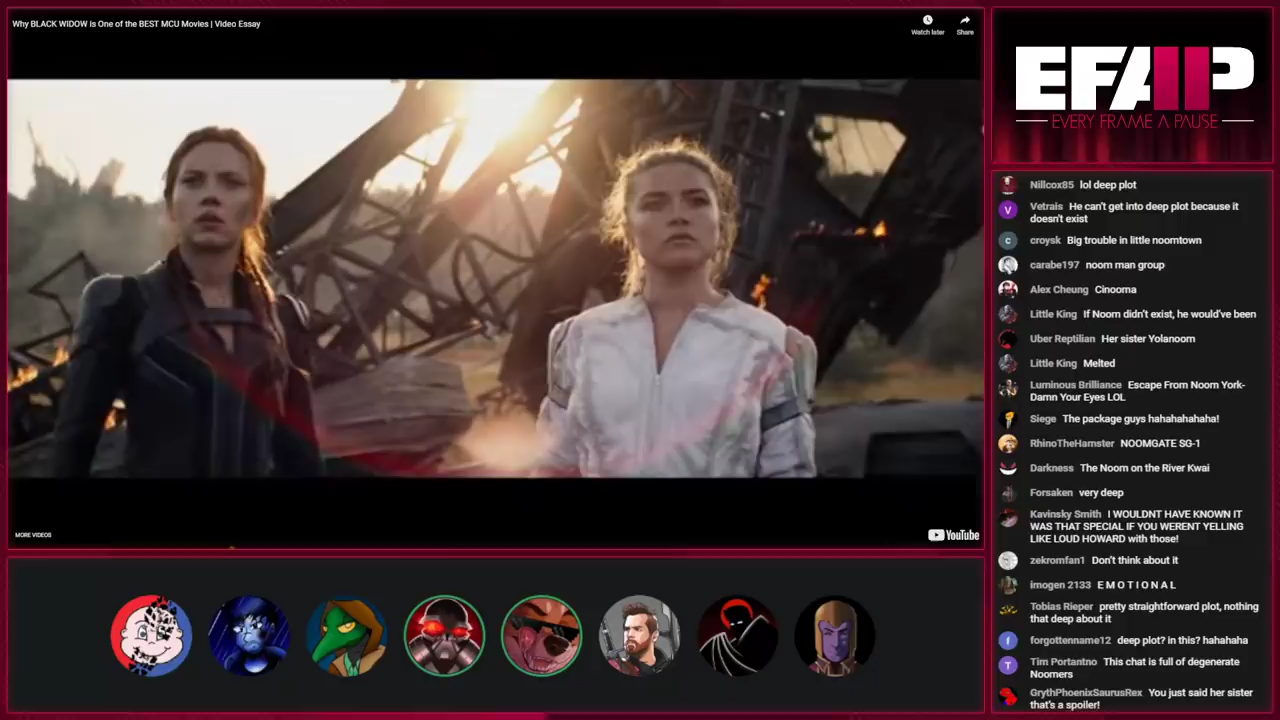 Why BLACK WIDOW is One of the BEST MCU Movies | Video Essay
Watch later
Share
MORE VIDEOS
YouTube
EFAP
EVERY FRAME A PAUSE
Nillcox85 lol deep plot
Vetrais He can't get into deep plot because it
doesn't exist
croysk Big trouble in little noomtown
carabe197 noom man group
Alex Cheung Cinooma
Little King If Noom didn't exist, he would've been
Uber Reptilian Her sister Yolanoom
Little King Melted
Luminous Brilliance Escape From Noom York-
Damn Your Eyes LOL
Siege The package guys hahahahahaha!
RhinoTheHamster NOOMGATE SG-1
Darkness The Noom on the River Kwai
Forsaken very deep
Kavinsky Smith I WOULDNT HAVE KNOWN IT
WAS THAT SPECIAL IF YOU WERENT YELLING
LIKE LOUD HOWARD with those!
zekromfan1 Don't think about it
imogen 2133 E M O T I O N A L
Tobias Rieper pretty straightforward plot, nothing
that deep about it
forgottenname12 deep plot? in this? hahahaha
Tim Portantno This chat is full of degenerate
Noomers
GrythPhoenixSaurusRex You just said her sister
that's a spoiler!